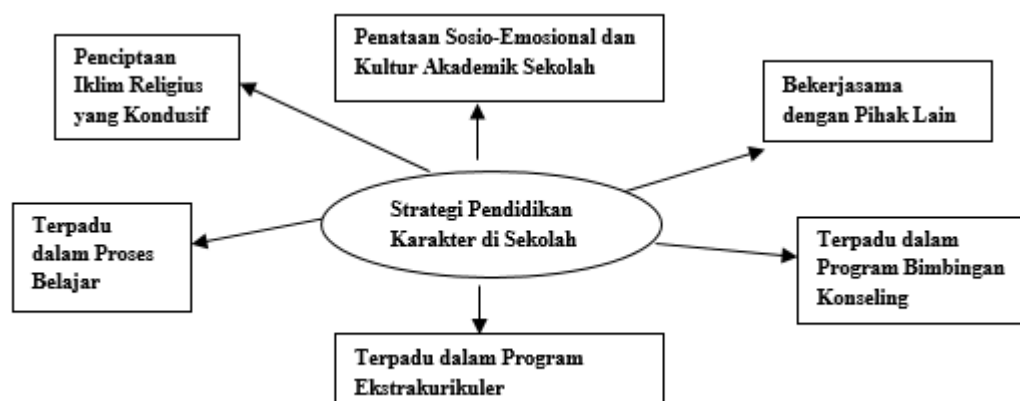 Penataan Sosio-Emosional dan
Kultur Akademik Sekolah
Penciptaan
Iklim Religius
yang Kondusif
Bekerjasama
dengan Pihak Lain
Strategi Pendidikan
Karakter di Sekolah
Terpadu
dalam Proses
Belajar
Terpadu dalam
Program Bimbingan
Konseling
Terpadu dalam Program
Ekstrakurikuler